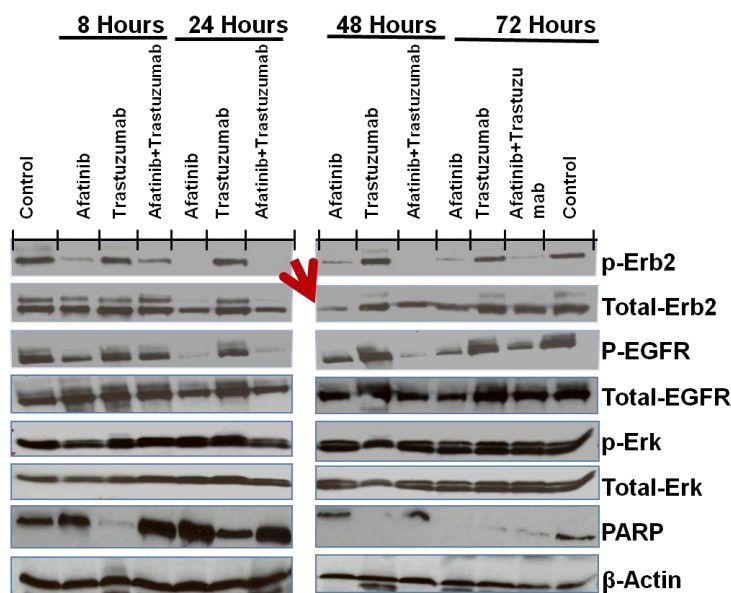 8 Hours 24 Hours 48 Hours 72 Hours
Control
Afatinib
Trastuzumab
Afatinib+Trastuzumab
Afatinib
Trastuzumab
Afatinib+Trastuzumab
Afatinib
Trastuzumab
Afatinib+Trastuzumab
Afatinib
Trastuzumab
Afatinib+Trastuzu
mab
Control
p-Erb2
Total-Erb2
P-EGFR
Total-EGFR
p-Erk
Total-Erk
PARP
β-Actin